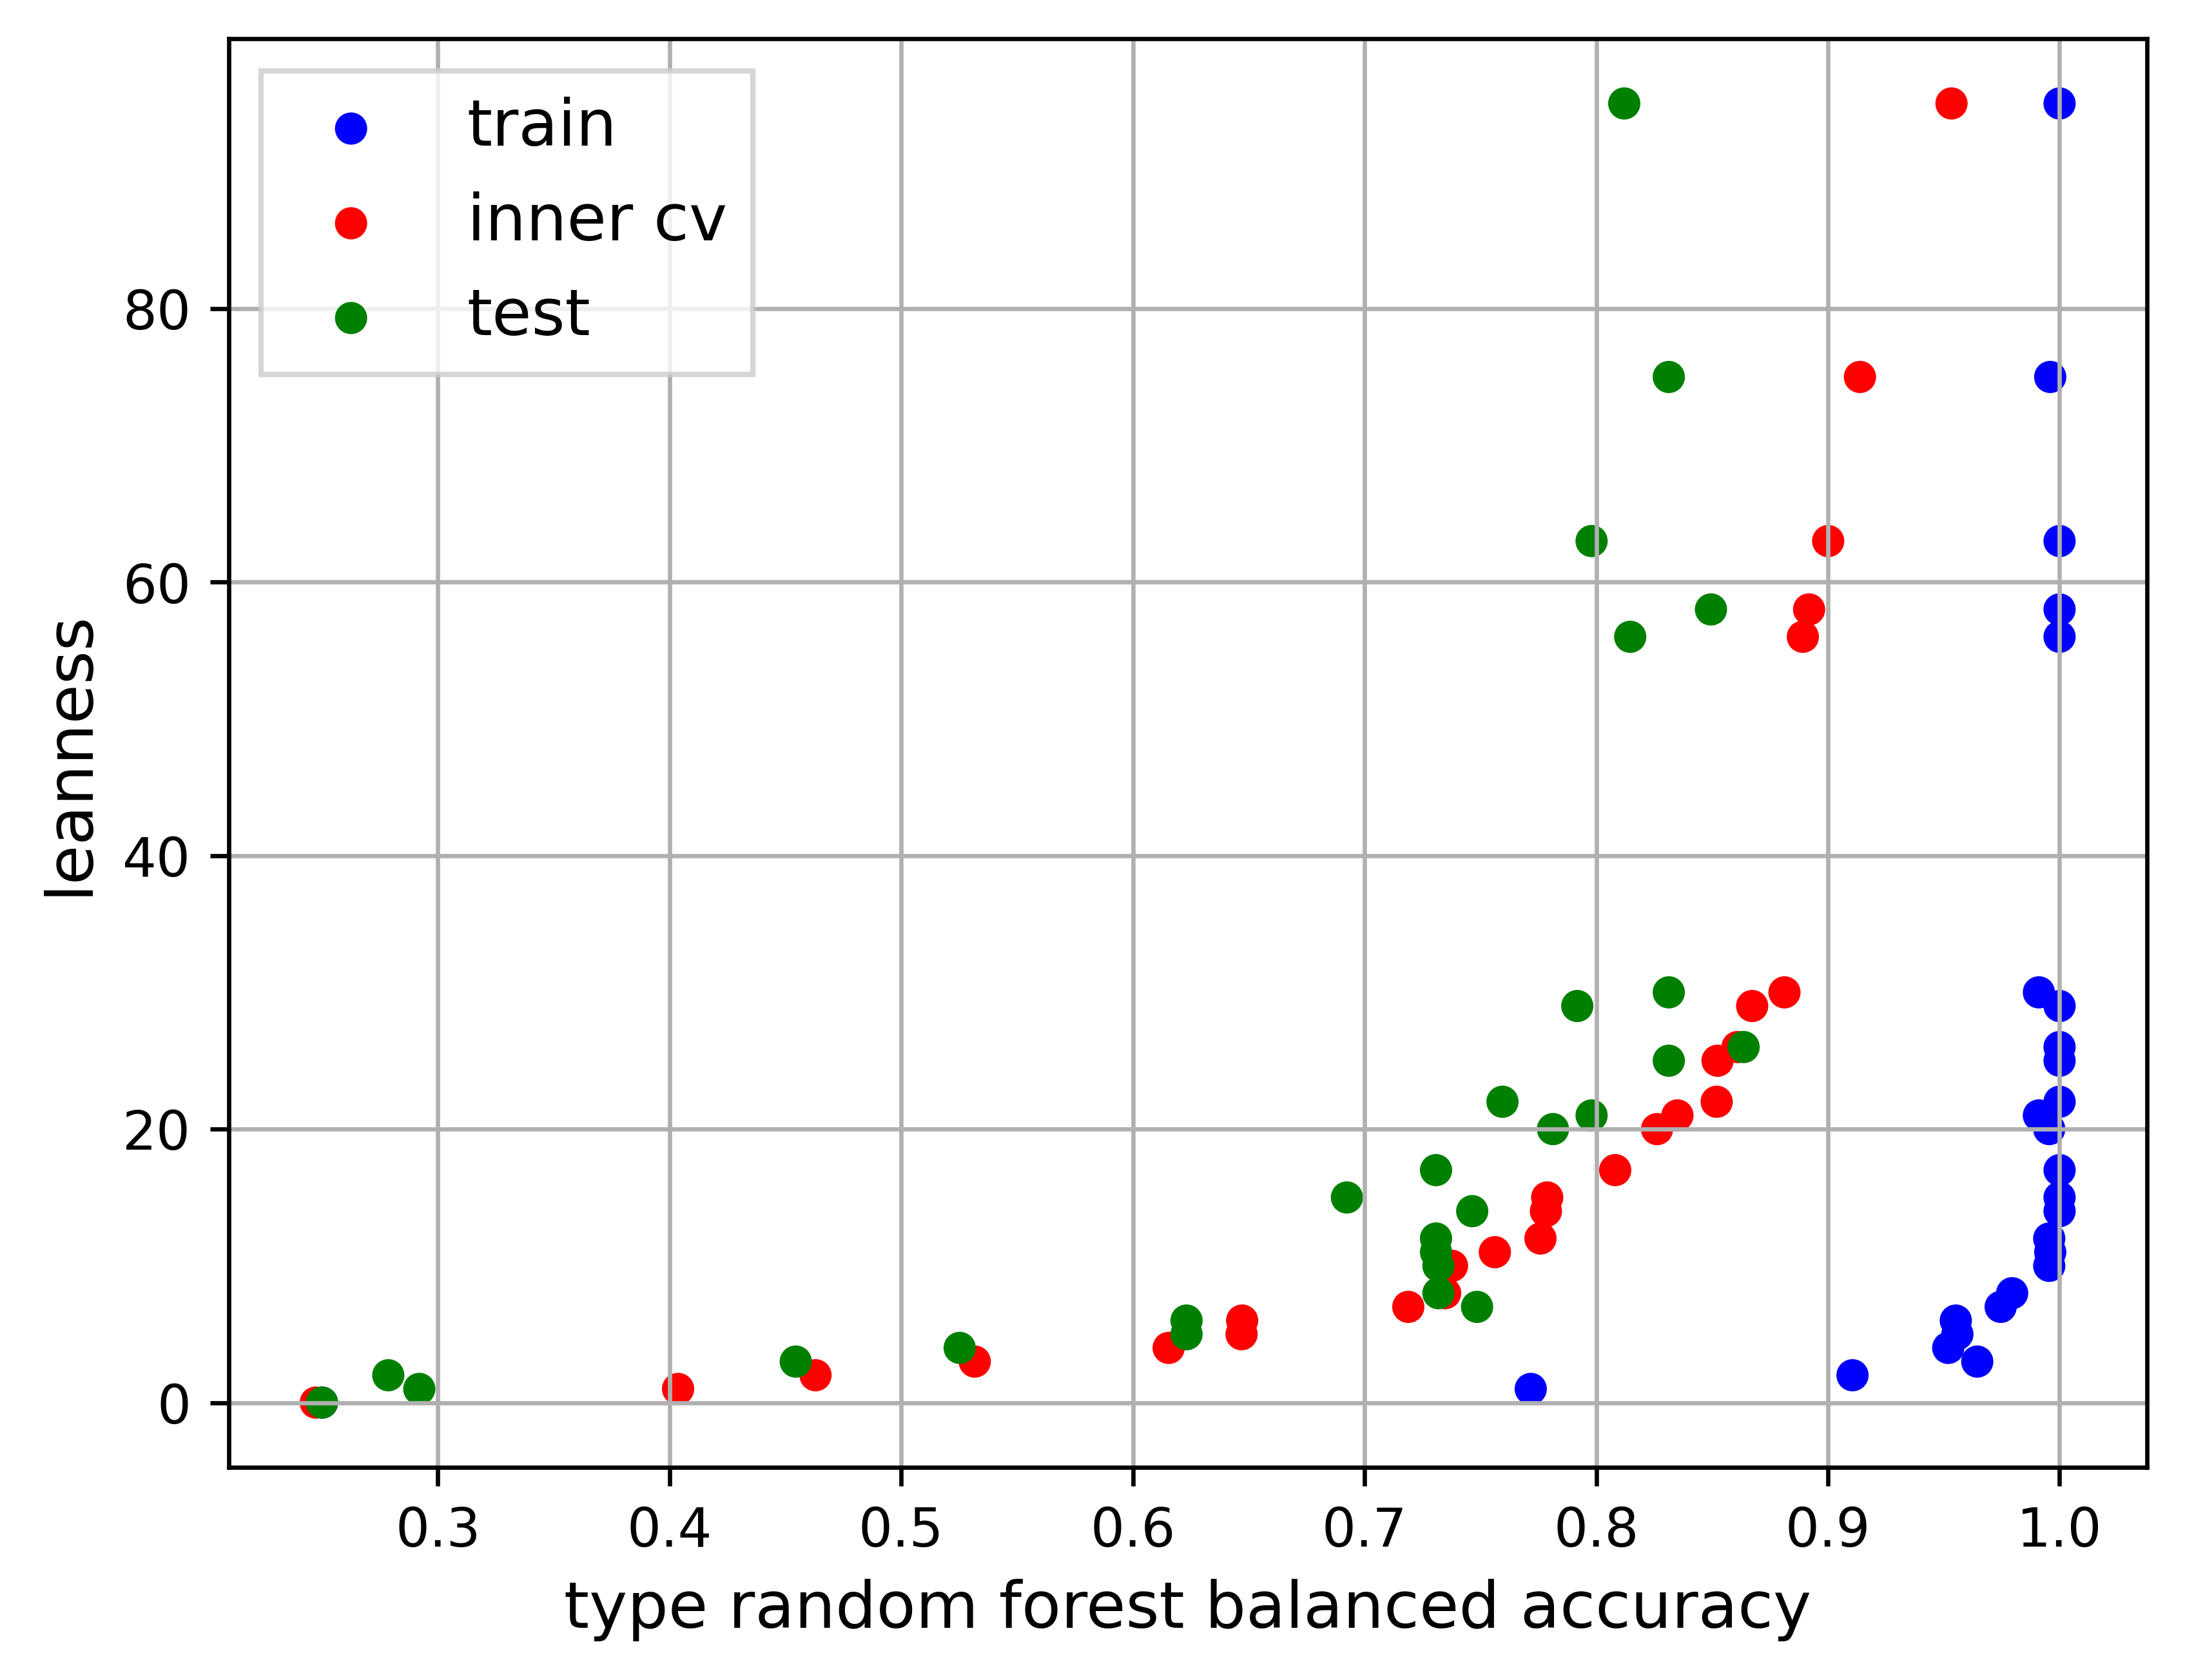 train
inner cv
test
80
60
40
20
0
leanness
0.3 0.4 0.5 0.6 0.7 0.8 0.9 1.0
type random forest balanced accuracy